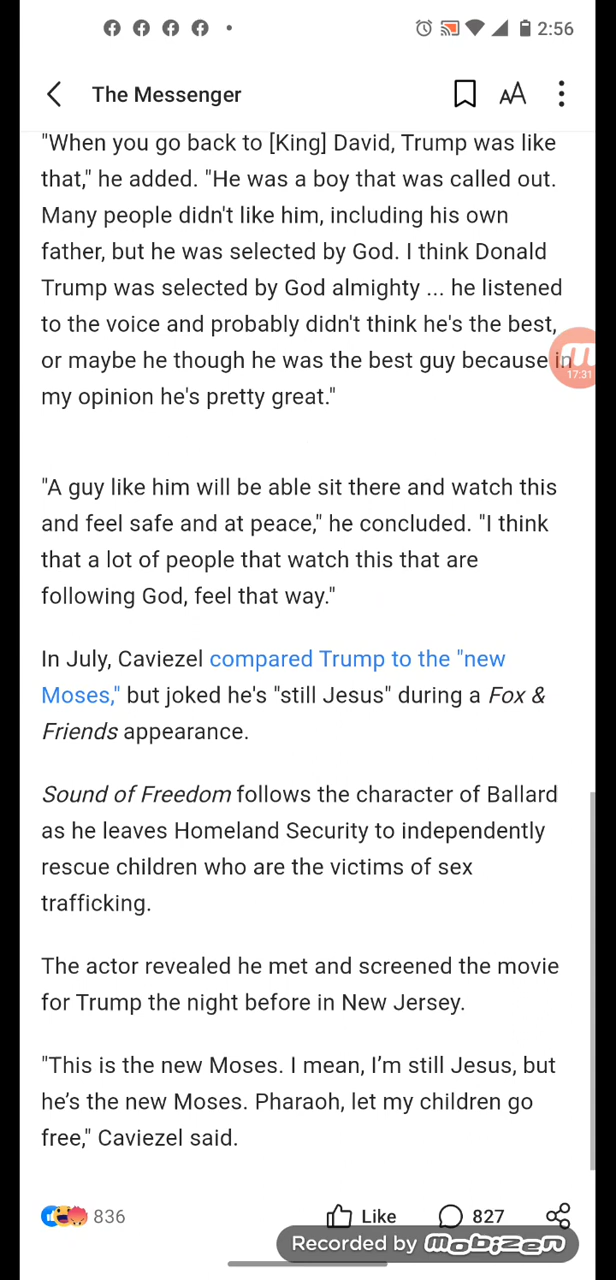 2:56
The Messenger
AA
"When you go back to [King] David, Trump was like
that," he added. "He was a boy that was called out.
Many people didn't like him, including his own
father, but he was selected by God. I think Donald
Trump was selected by God almighty ... he listened
to the voice and probably didn't think he's the best,
or maybe he though he was the best guy because in
17:31
my opinion he's pretty great."
"A guy like him will be able sit there and watch this
and feel safe and at peace," he concluded. "I think
that a lot of people that watch this that are
following God, feel that way."
In July, Caviezel compared Trump to the "new
Moses," but joked he's "still Jesus" during a Fox &
Friends appearance.
Sound of Freedom follows the character of Ballard
as he leaves Homeland Security to independently
rescue children who are the victims of sex
trafficking.
The actor revealed he met and screened the movie
for Trump the night before in New Jersey.
"This is the new Moses. I mean, I'm still Jesus, but
he's the new Moses. Pharaoh, let my children go
free," Caviezel said.
836 Like 827
Recorded by mobizen